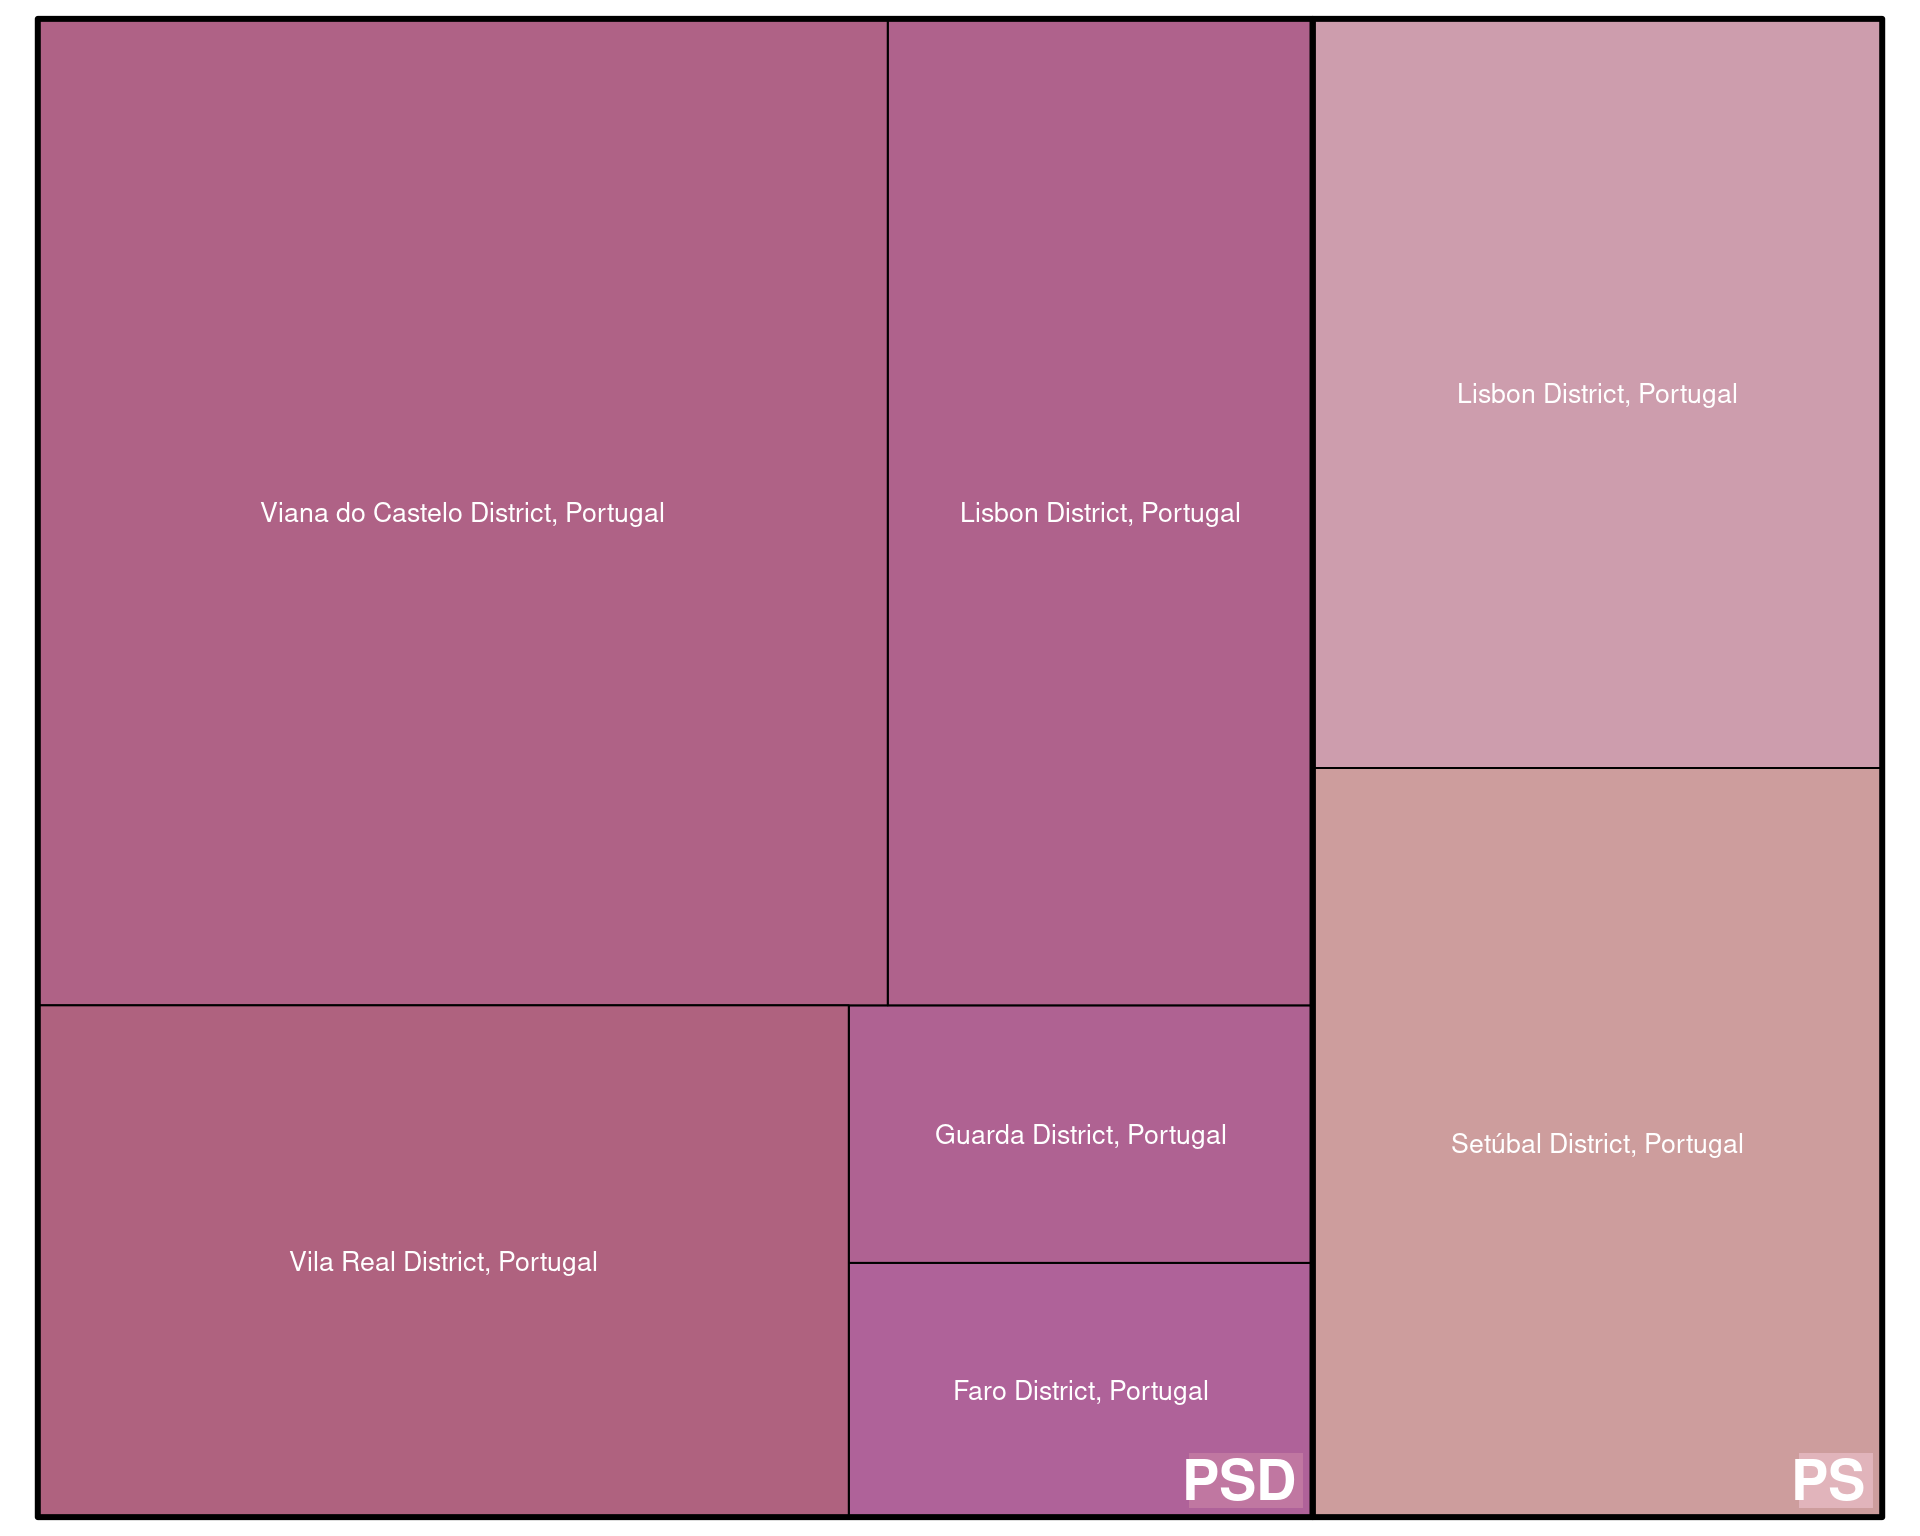 Viana do Castelo District, Portugal
Lisbon District, Portugal
Vila Real District, Portugal
Guarda District, Portugal
Faro District, Portugal
PSD
Lisbon District, Portugal
Setúbal District, Portugal
PS